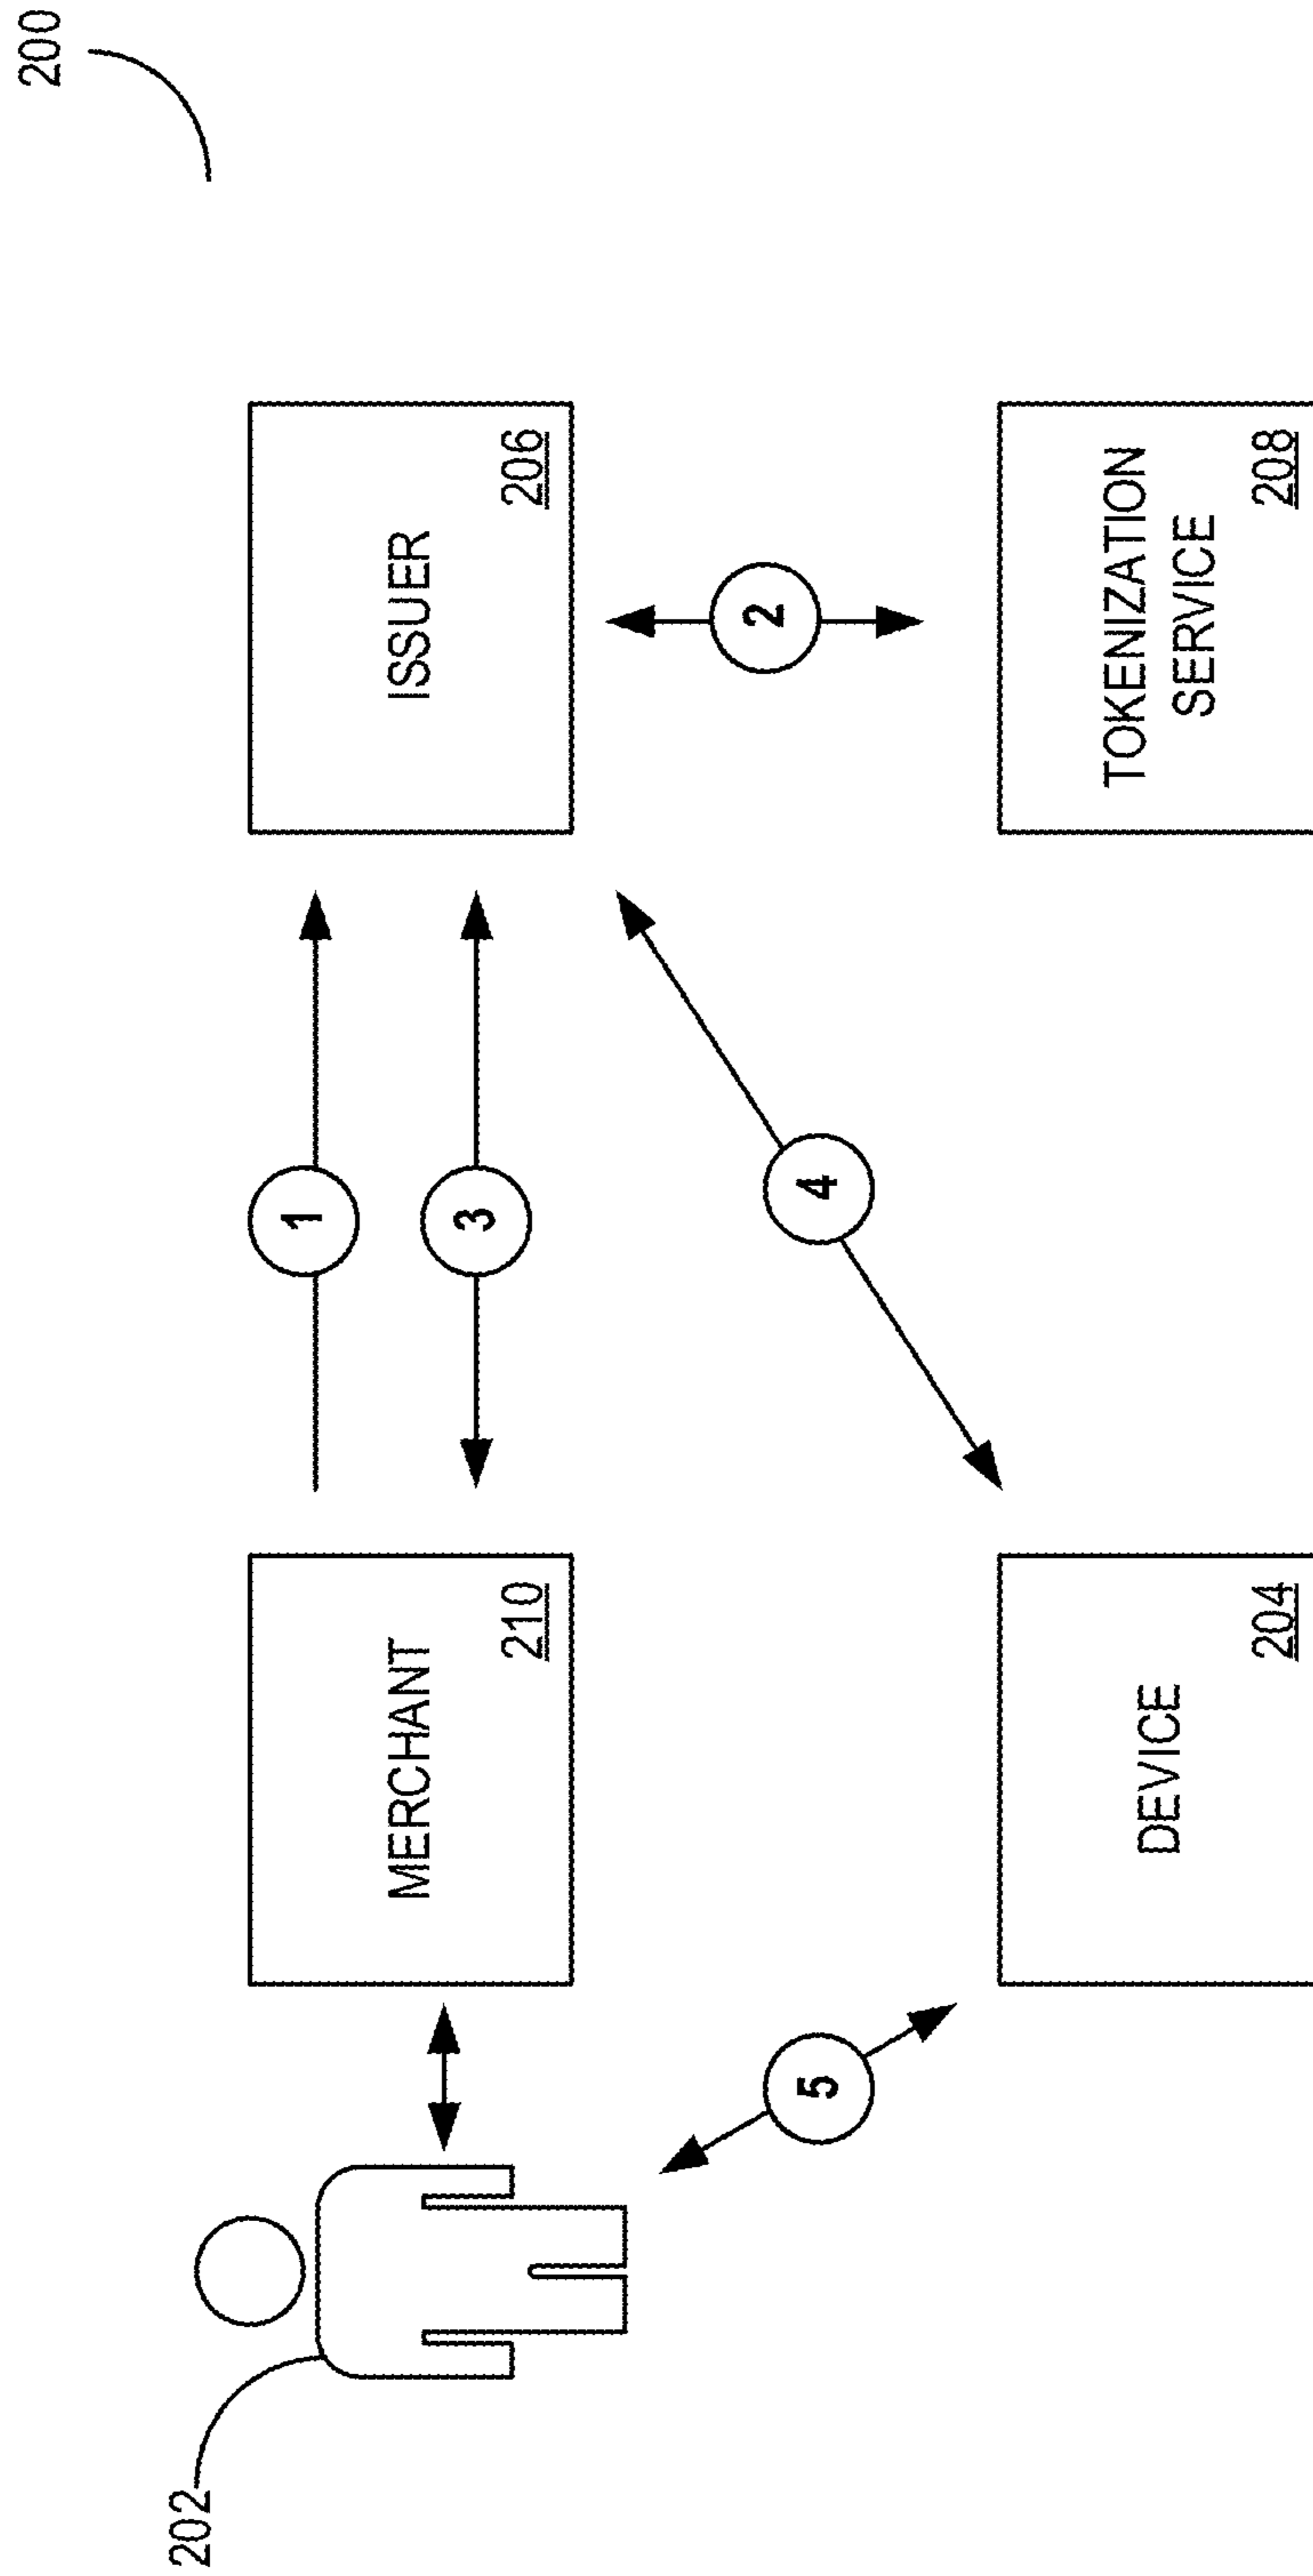 200
MERCHANT
210
1
3
ISSUER
206
202
5
4
2
DEVICE
204
TOKENIZATION
SERVICE
208